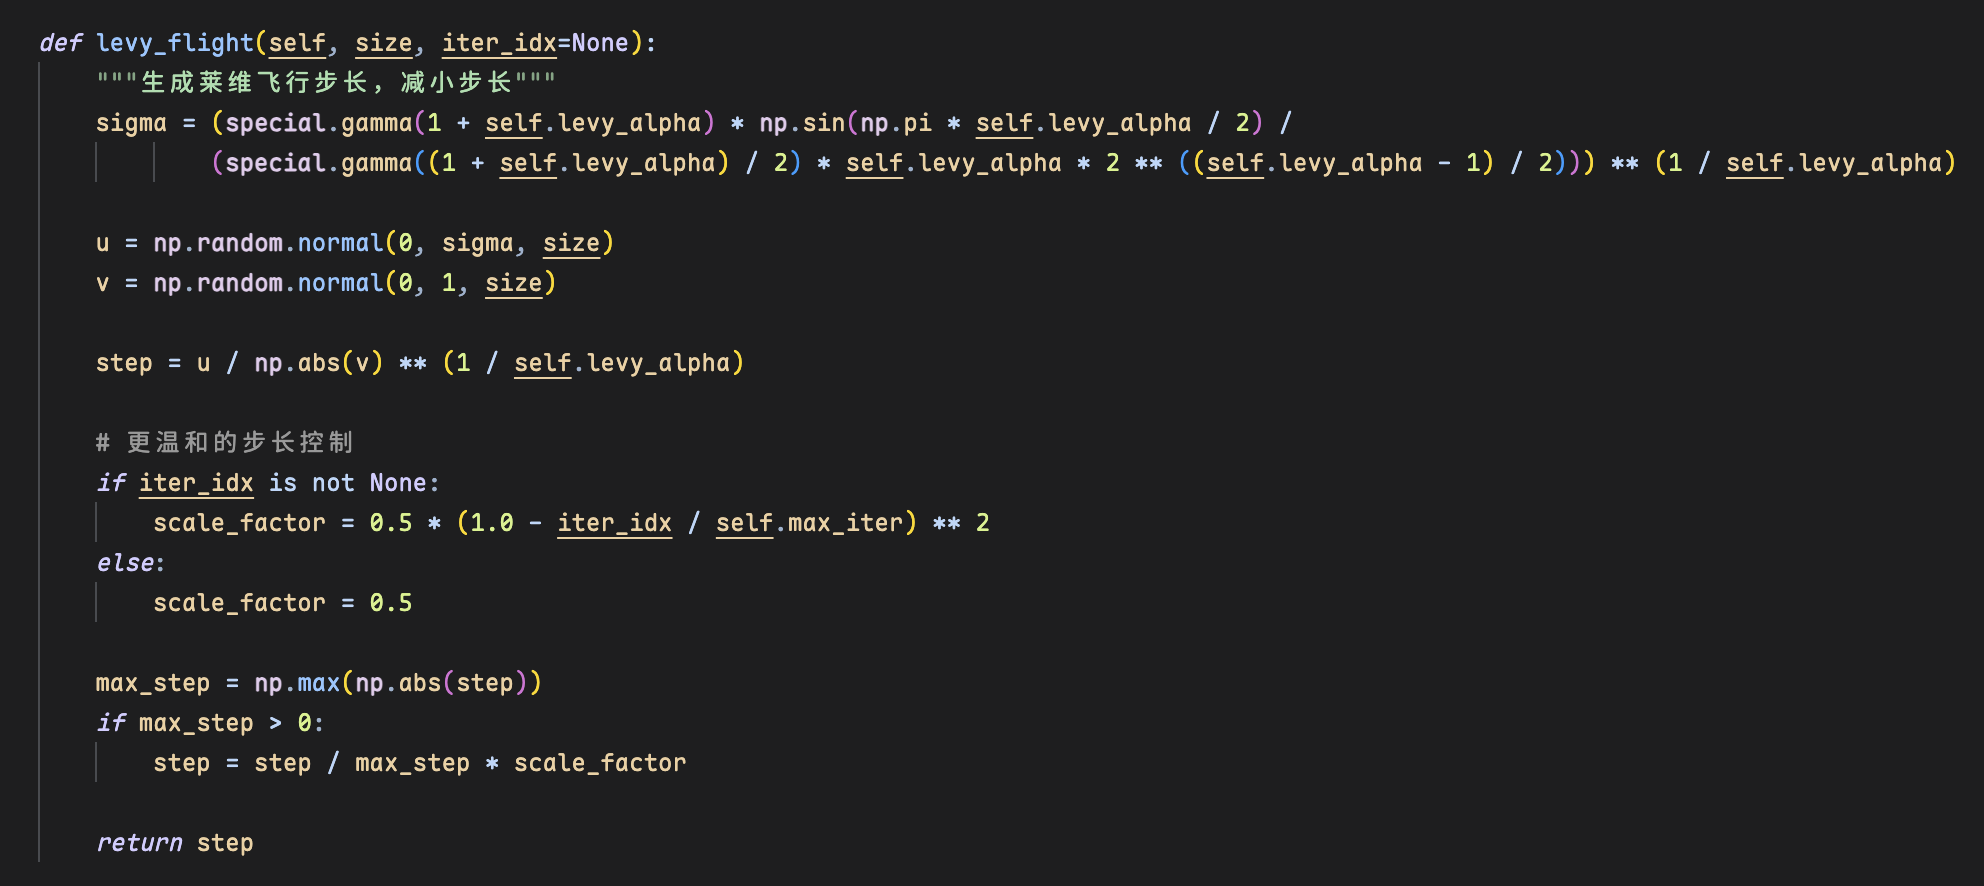 def levy_flight(self, size, iter_idx=None):
    """生成莱维飞行步长，减小步长"""
    sigma = (special.gamma(1 + self.levy_alpha) * np.sin(np.pi * self.levy_alpha / 2) /
            (special.gamma((1 + self.levy_alpha) / 2) * self.levy_alpha * 2 ** ((self.levy_alpha - 1) / 2))) ** (1 / self.levy_alpha)

    u = np.random.normal(0, sigma, size)
    v = np.random.normal(0, 1, size)

    step = u / np.abs(v) ** (1 / self.levy_alpha)

    # 更温和的步长控制
    if iter_idx is not None:
        scale_factor = 0.5 * (1.0 - iter_idx / self.max_iter) ** 2
    else:
        scale_factor = 0.5

    max_step = np.max(np.abs(step))
    if max_step > 0:
        step = step / max_step * scale_factor

    return step